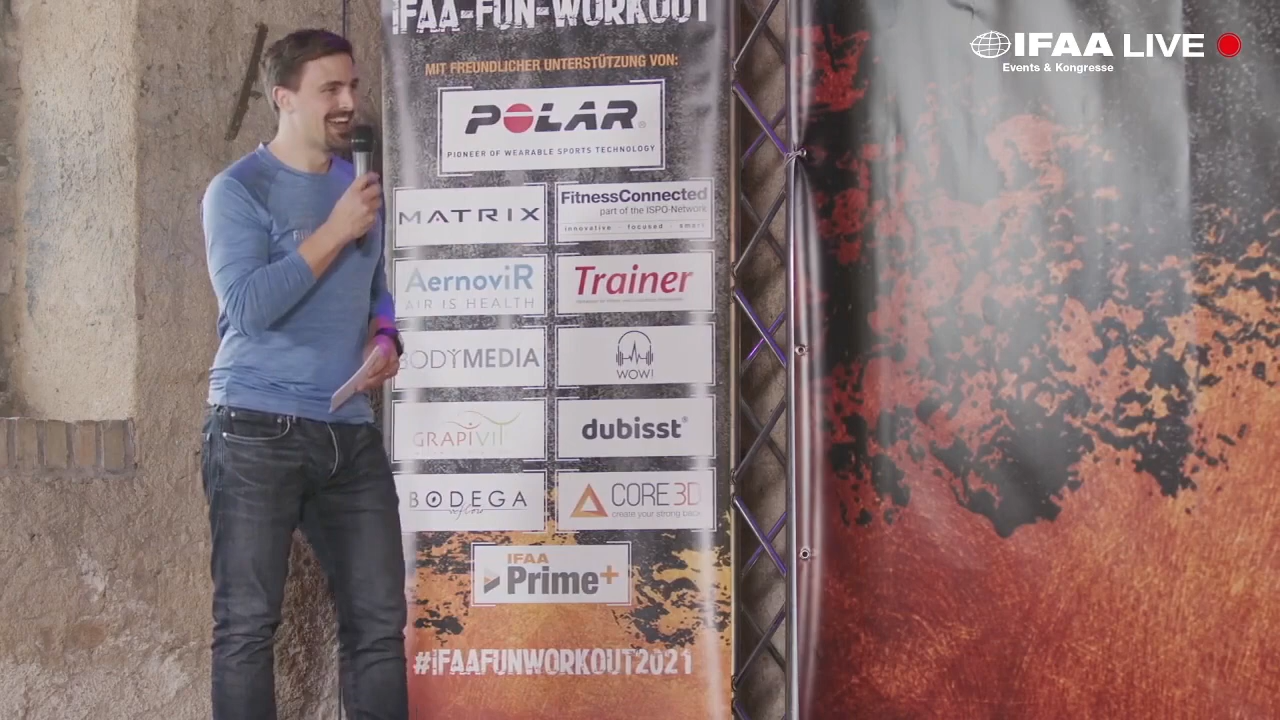 iFAA-FUN-WORKOUT
MIT FREUNDLICHER UNTERSTÜTZUNG VON:
POLAR®
PIONEER OF WEARABLE SPORTS TECHNOLOGY
MATRIX
FitnessConnected
part of the ISPO-Network
innovative · focused · smart
AernoviR
AIR IS HEALTH
Trainer
BODYMEDIA
WOW!
GRAPIVIT
dubisst®
BODEGA
CORE3D
create your strong back
IFAA
Prime+
#iFAAFUNWORKOUT2021
IFAA LIVE
Events & Kongresse